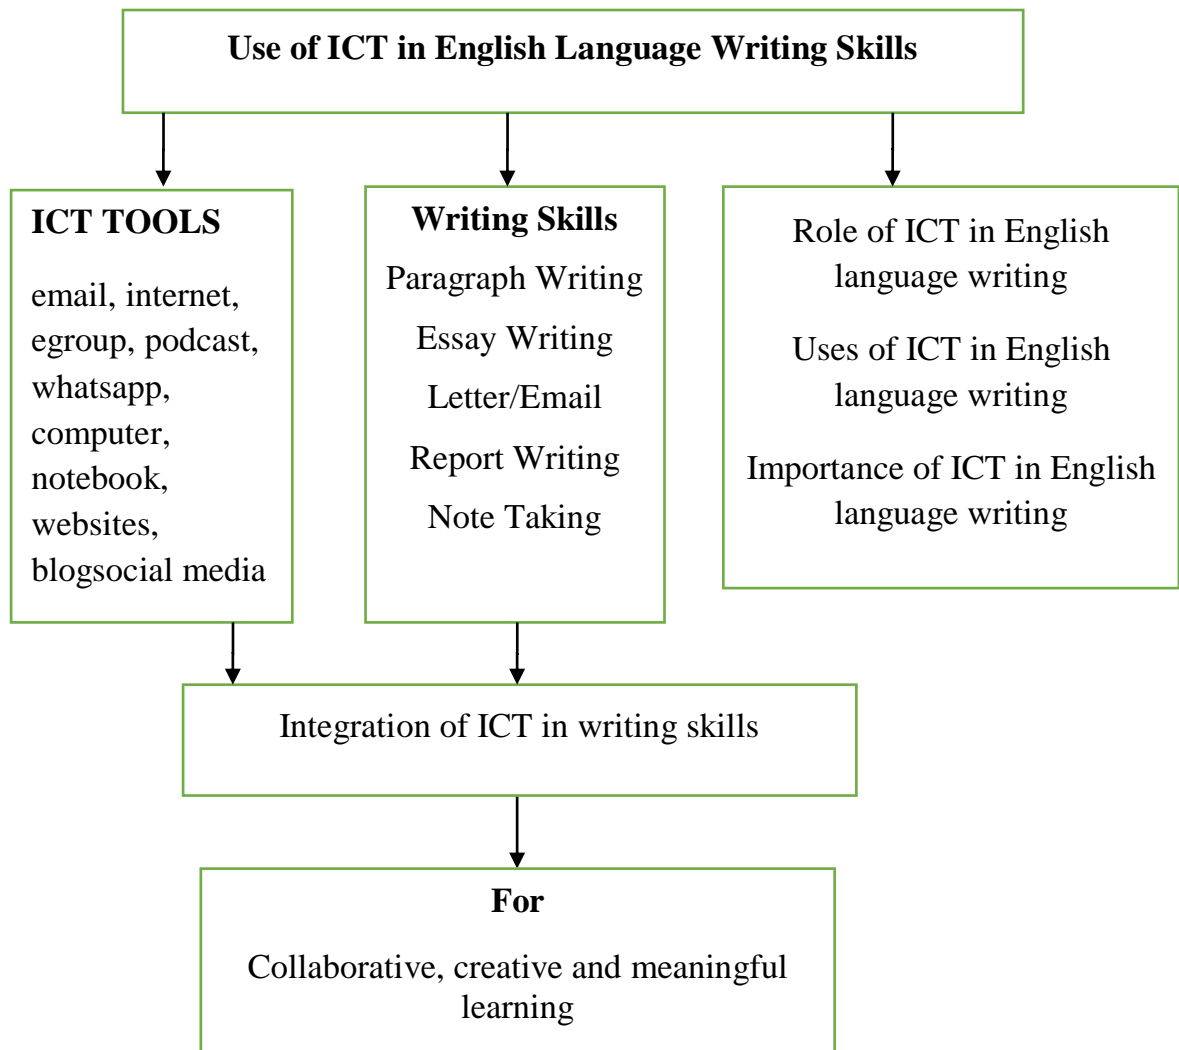 Use of ICT in English Language Writing Skills
ICT TOOLS
email, internet,
egroup, podcast,
whatsapp,
computer,
notebook,
websites,
blogsocial media
Writing Skills
Paragraph Writing
Essay Writing
Letter/Email
Report Writing
Note Taking
Role of ICT in English
language writing
Uses of ICT in English
language writing
Importance of ICT in English
language writing
Integration of ICT in writing skills
For
Collaborative, creative and meaningful
learning